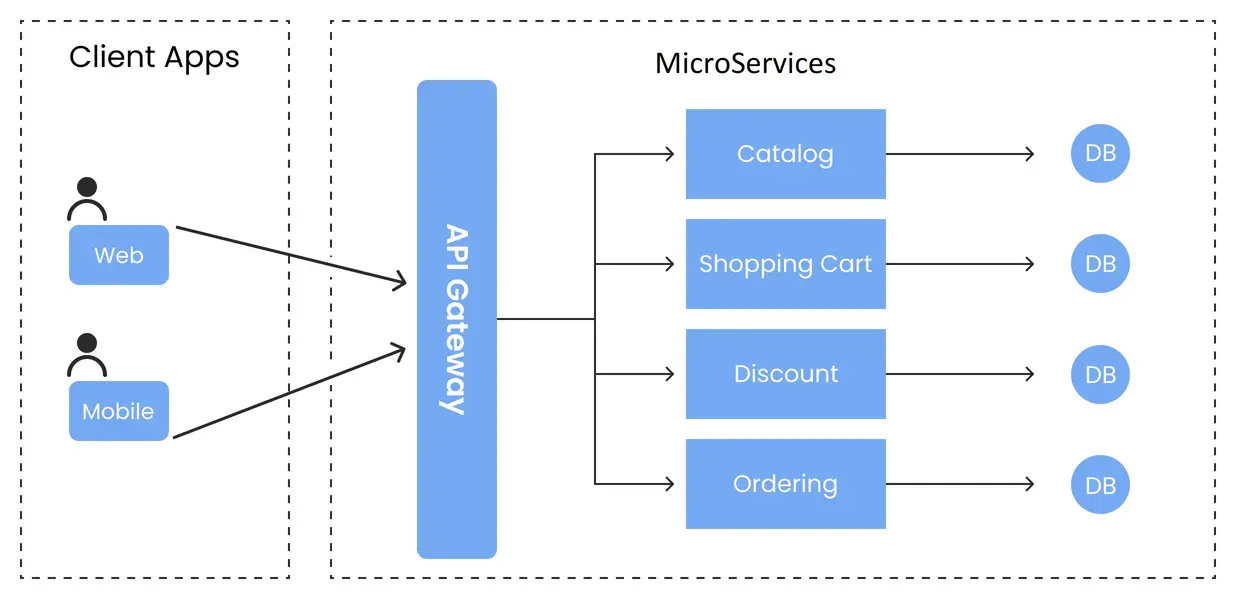 Client Apps
Web
Mobile
MicroServices
API Gateway
Catalog
DB
Shopping Cart
DB
Discount
DB
Ordering
DB